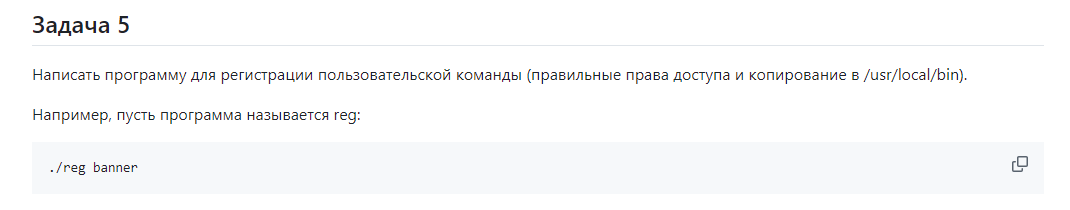 Задача 5
Написать программу для регистрации пользовательской команды (правильные права доступа и копирование в /usr/local/bin).
Например, пусть программа называется reg:
./reg banner